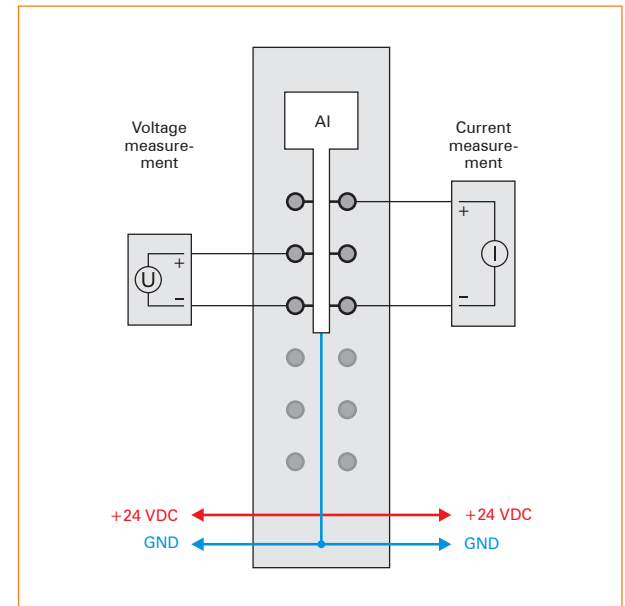 AI
Voltage
measure-
ment
Current
measure-
ment
+
+
U
I
–
–
+24 VDC
+24 VDC
GND
GND